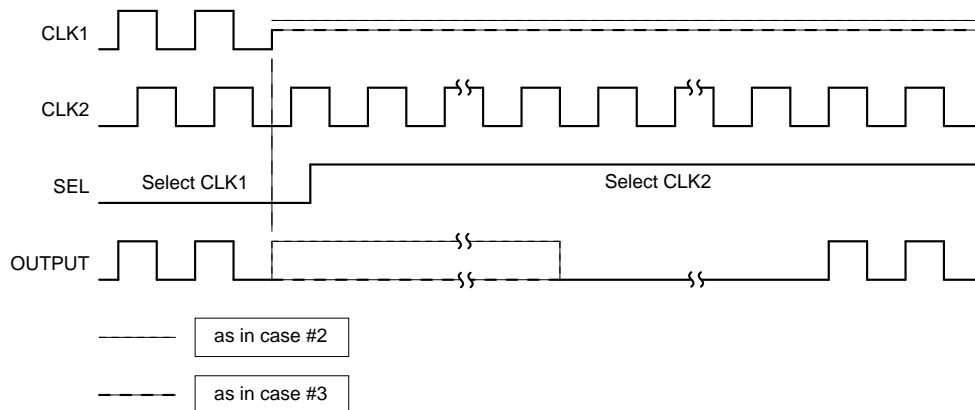 CLK1
CLK2
SEL
Select CLK1
Select CLK2
OUTPUT
as in case #2
as in case #3